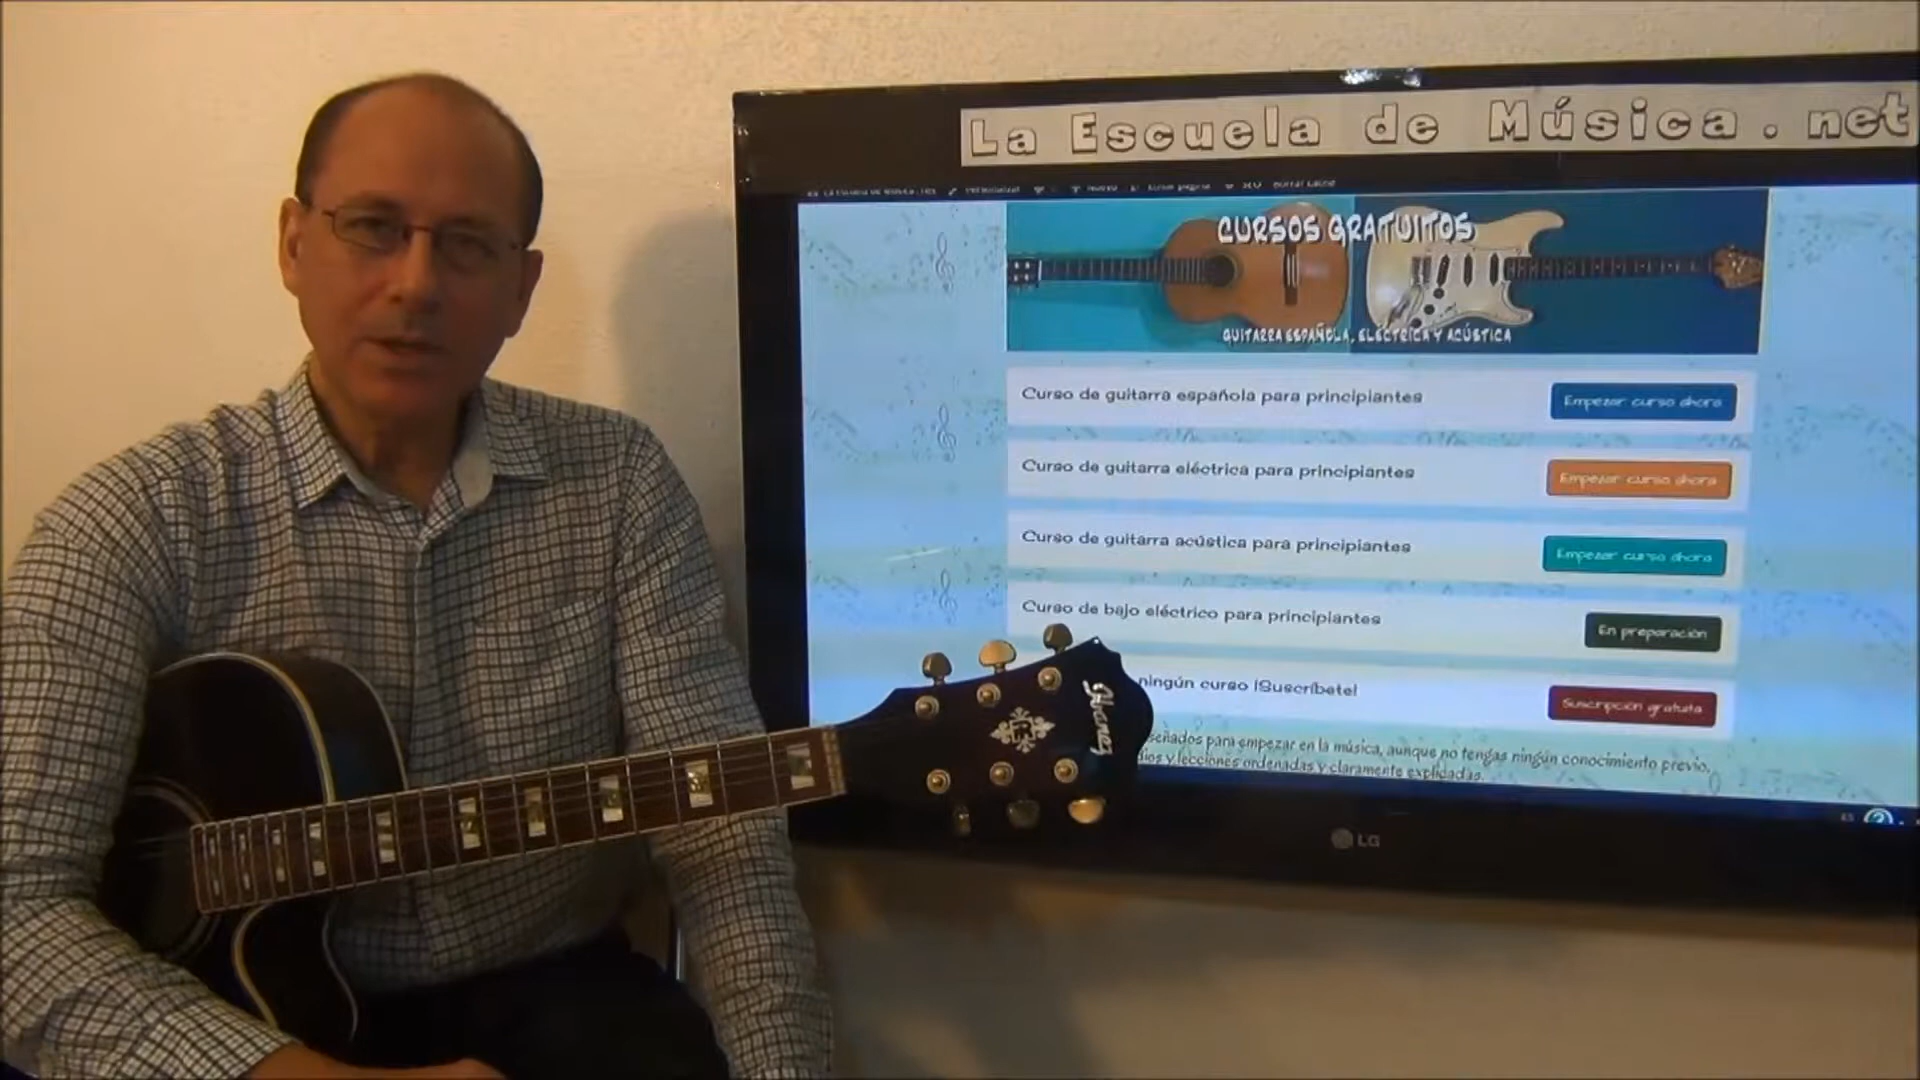 La Escuela de Música.net
CURSOS GRATUITOS
GUITARRA ESPAÑOLA, ELÉCTRICA Y ACÚSTICA
Curso de guitarra española para principiantes
Empezar curso ahora
Curso de guitarra eléctrica para principiantes
Empezar curso ahora
Curso de guitarra acústica para principiantes
Empezar curso ahora
Curso de bajo eléctrico para principiantes
En preparación
ningún curso ¡Suscríbete!
Suscripción gratuita
para empezar en la música, aunque no tengas ningún conocimiento previo,
y lecciones ordenadas y claramente explicadas.
Ibanez
LG